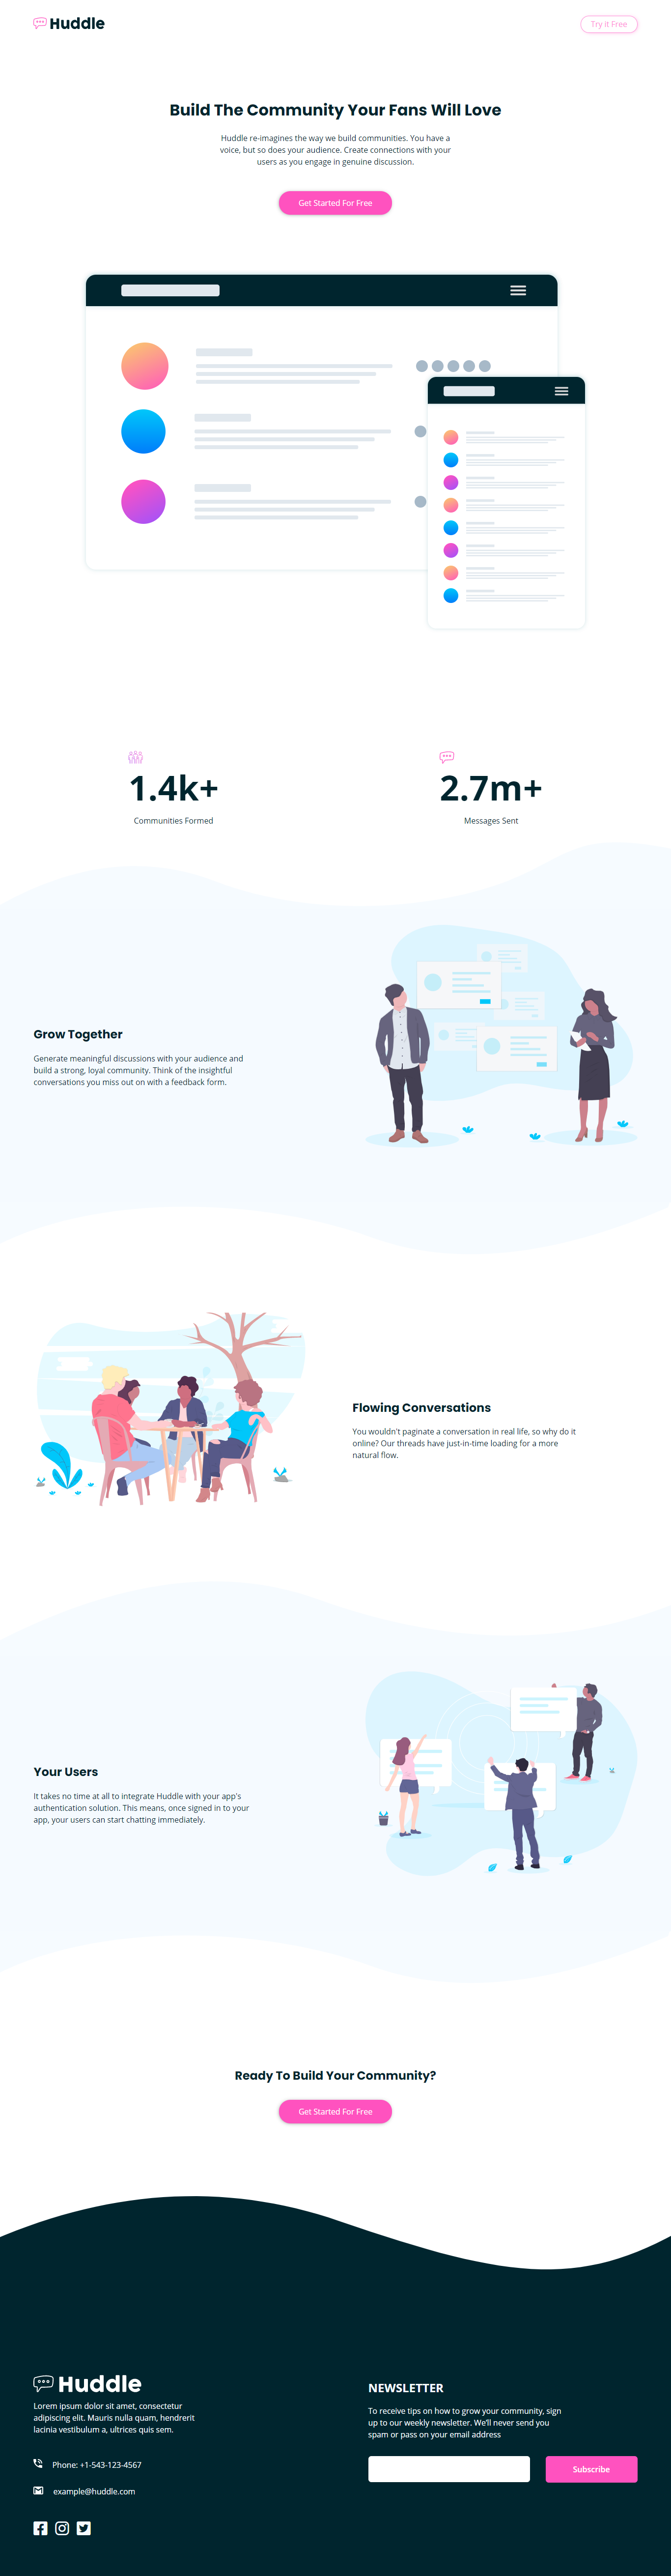 Huddle
Try it Free
Build The Community Your Fans Will Love
Huddle re-imagines the way we build communities. You have a
voice, but so does your audience. Create connections with your
users as you engage in genuine discussion.
Get Started For Free
1.4k+
Communities Formed
2.7m+
Messages Sent
Grow Together
Generate meaningful discussions with your audience and
build a strong, loyal community. Think of the insightful
conversations you miss out on with a feedback form.
Flowing Conversations
You wouldn't paginate a conversation in real life, so why do it
online? Our threads have just-in-time loading for a more
natural flow.
Your Users
It takes no time at all to integrate Huddle with your app's
authentication solution. This means, once signed in to your
app, your users can start chatting immediately.
Ready To Build Your Community?
Get Started For Free
Huddle
Lorem ipsum dolor sit amet, consectetur
adipiscing elit. Mauris nulla quam, hendrerit
lacinia vestibulum a, ultrices quis sem.
Phone: +1-543-123-4567
example@huddle.com
NEWSLETTER
To receive tips on how to grow your community, sign
up to our weekly newsletter. We'll never send you
spam or pass on your email address
Subscribe